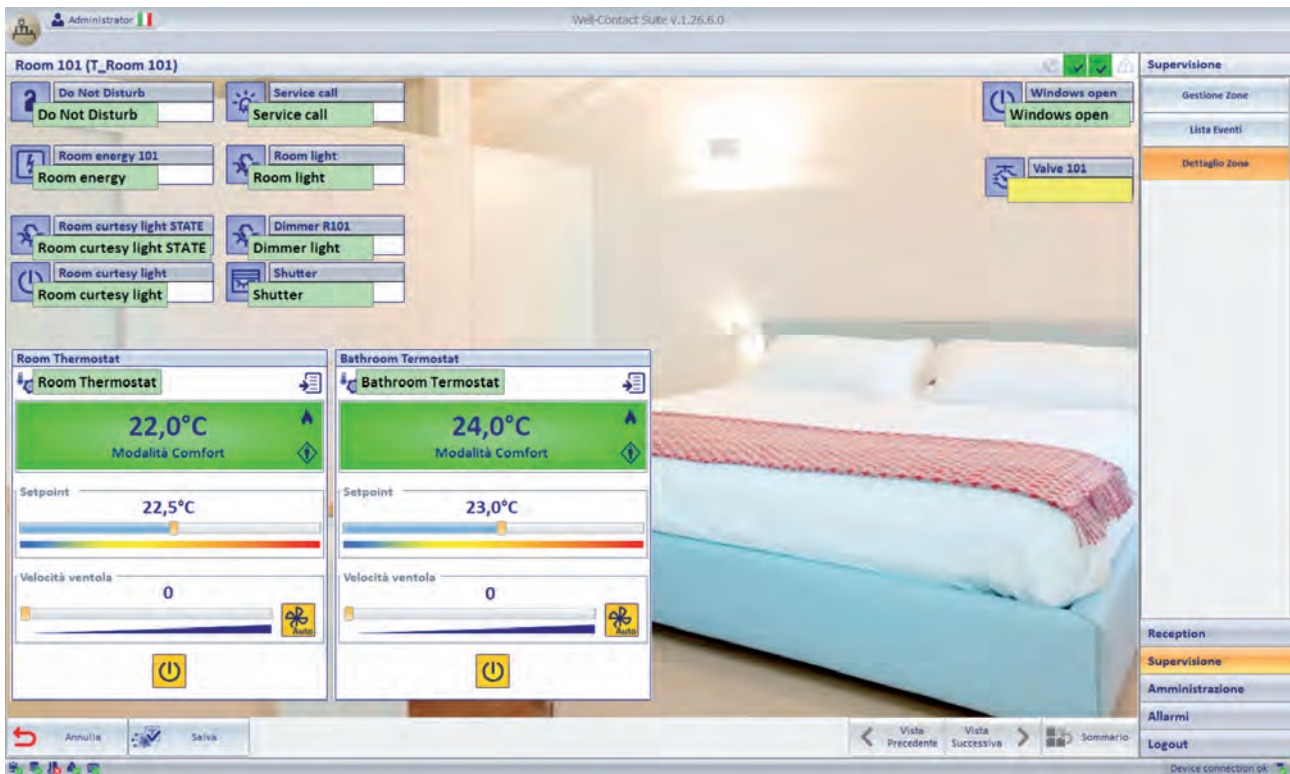 Administrator
Well-Contact Suite v.1.26.6.0
Room 101 (T_Room 101)
Supervisione
Do Not Disturb
Do Not Disturb
Service call
Service call
Windows open
Windows open
Gestione Zone
Lista Eventi
Dettaglio Zona
Room energy 101
Room energy
Room light
Room light
Valve 101
Room curtesy light STATE
Room curtesy light STATE
Dimmer R101
Dimmer light
Room curtesy light
Room curtesy light
Shutter
Shutter
Room Thermostat
Room Thermostat
22,0°C
Modalità Comfort
Setpoint
22,5°C
Velocità ventola
0
Auto
Bathroom Termostat
Bathroom Termostat
24,0°C
Modalità Comfort
Setpoint
23,0°C
Velocità ventola
0
Auto
Reception
Supervisione
Amministrazione
Allarmi
Logout
Annulla
Salva
Vista
Precedente
Vista
Successiva
Sommario
Device connection ok